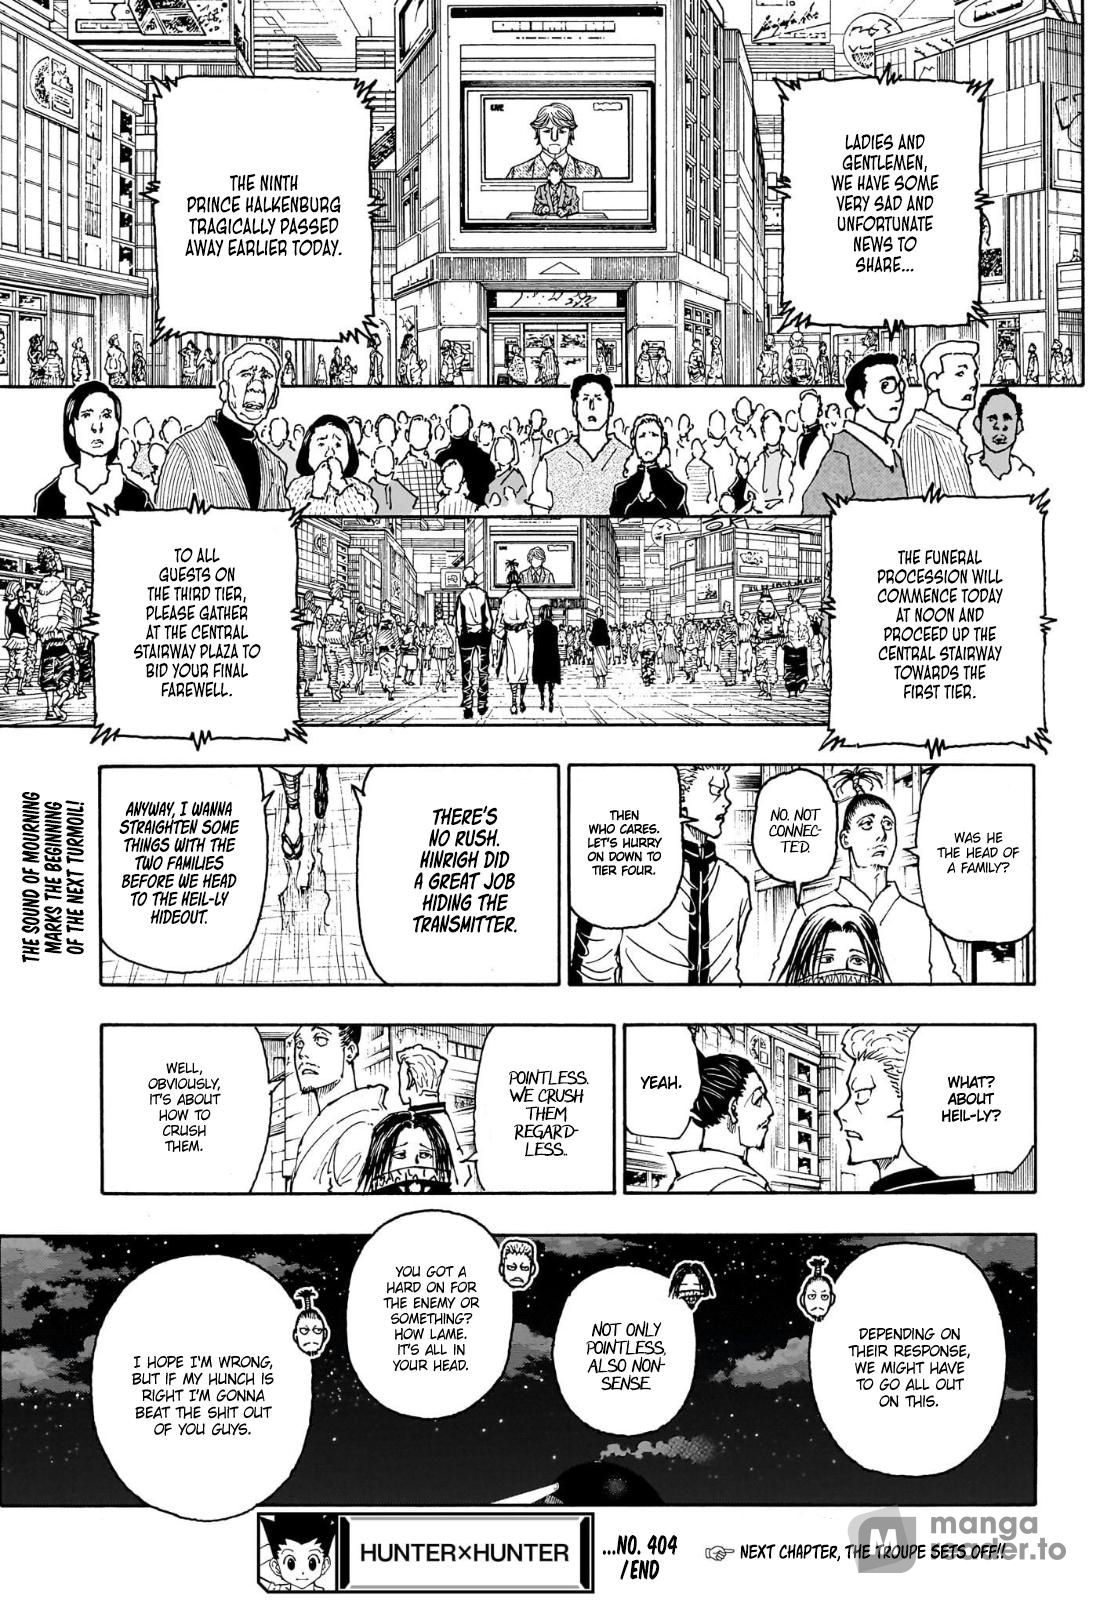 LIVE
LADIES AND
GENTLEMEN,
WE HAVE SOME
VERY SAD AND
UNFORTUNATE
NEWS TO
SHARE...
THE NINTH
PRINCE HALKENBURG
TRAGICALLY PASSED
AWAY EARLIER TODAY.
THE FUNERAL
PROCESSION WILL
COMMENCE TODAY
AT NOON AND
PROCEED UP THE
CENTRAL STAIRWAY
TOWARDS THE
FIRST TIER.
TO ALL
GUESTS ON
THE THIRD TIER,
PLEASE GATHER
AT THE CENTRAL
STAIRWAY PLAZA TO
BID YOUR FINAL
FAREWELL.
WAS HE
THE HEAD OF
A FAMILY?
NO. NOT
CONNEC-
TED.
THEN
WHO CARES.
LET'S HURRY
ON DOWN TO
TIER FOUR.
THERE'S
NO RUSH.
HINRIGH DID
A GREAT JOB
HIDING THE
TRANSMITTER.
ANYWAY, I WANNA
STRAIGHTEN SOME
THINGS WITH THE
TWO FAMILIES
BEFORE WE HEAD
TO THE HEIL-LY
HIDEOUT.
THE SOUND OF MOURNING
MARKS THE BEGINNING
OF THE NEXT TURMOIL!
WHAT?
ABOUT
HEIL-LY?
YEAH.
POINTLESS.
WE CRUSH
THEM
REGARD-
LESS..
WELL,
OBVIOUSLY,
IT'S ABOUT
HOW TO
CRUSH
THEM.
DEPENDING ON
THEIR RESPONSE,
WE MIGHT HAVE
TO GO ALL OUT
ON THIS.
NOT ONLY
POINTLESS,
ALSO NON-
SENSE.
YOU GOT A
HARD ON FOR
THE ENEMY OR
SOMETHING?
HOW LAME.
IT'S ALL IN
YOUR HEAD.
I HOPE I'M WRONG,
BUT IF MY HUNCH IS
RIGHT I'M GONNA
BEAT THE SHIT OUT
OF YOU GUYS.
HUNTER×HUNTER
...NO. 404
/END
NEXT CHAPTER, THE TROUPE SETS OFF!!
M
manga
reader.to